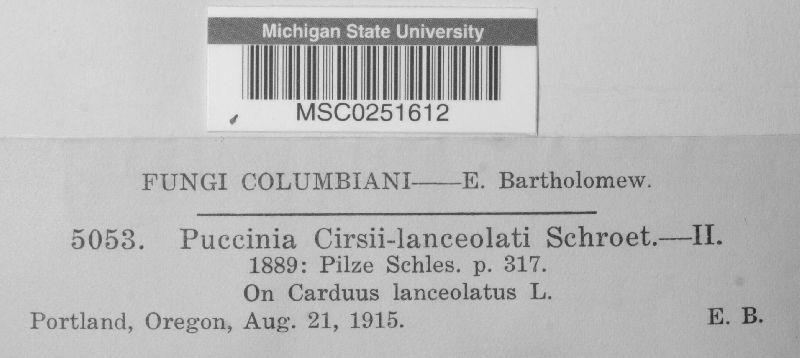 Michigan State University
MSC0251612
FUNGI COLUMBIANI——E. Bartholomew.
5053. Puccinia Cirsii-lanceolati Schroet.—II.
1889: Pilze Schles. p. 317.
On Carduus lanceolatus L.
Portland, Oregon, Aug. 21, 1915. E. B.